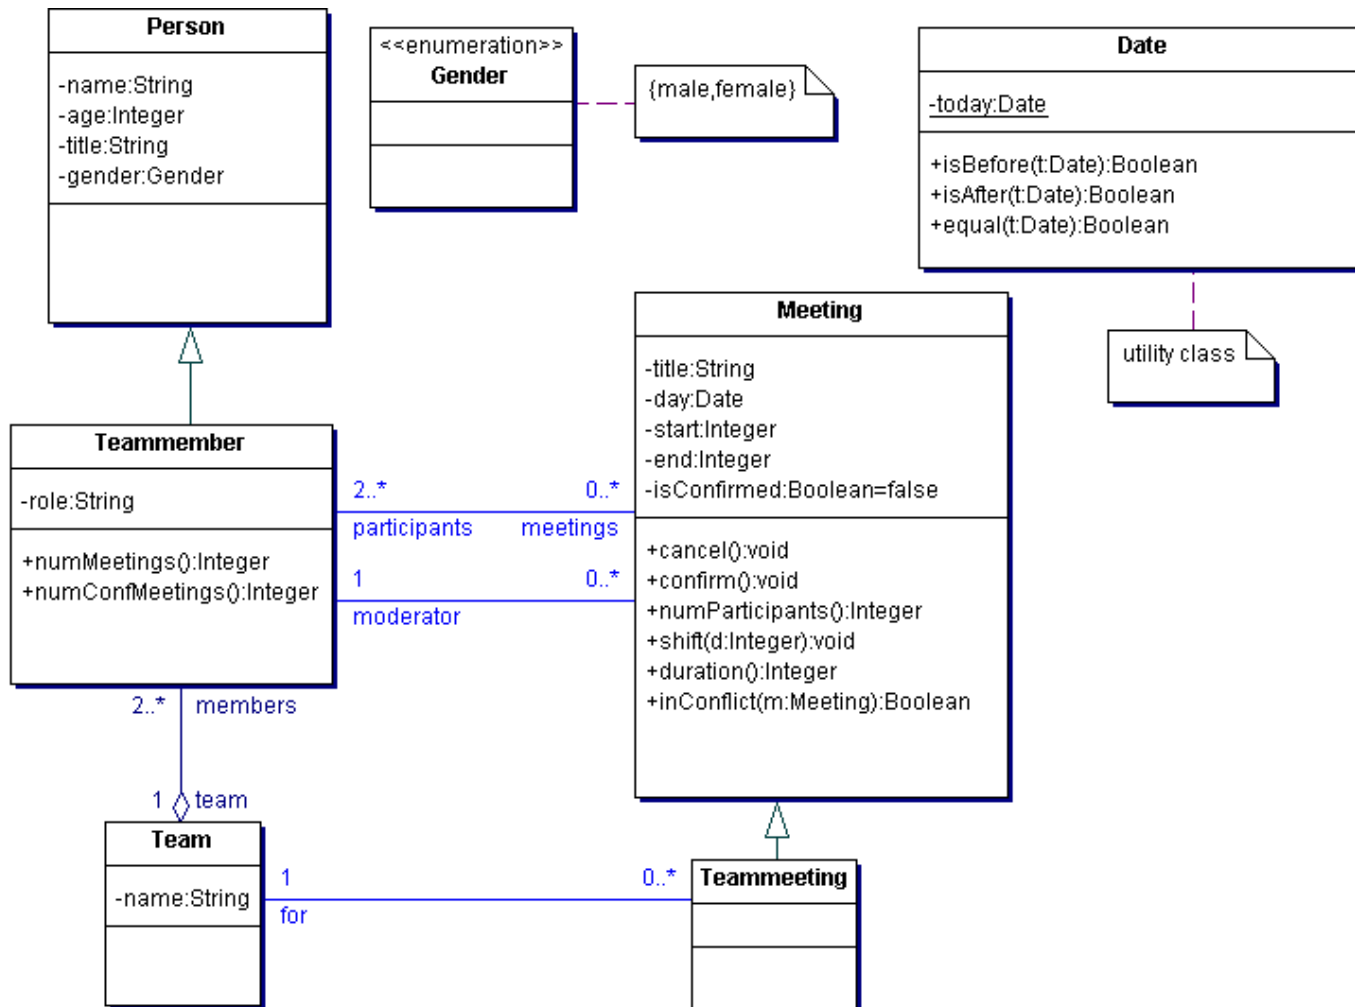 Person
-name:String
-age:Integer
-title:String
-gender:Gender
<<enumeration>>
Gender
{male,female}
Date
-today:Date
+isBefore(t:Date):Boolean
+isAfter(t:Date):Boolean
+equal(t:Date):Boolean
utility class
Meeting
-title:String
-day:Date
-start:Integer
-end:Integer
-isConfirmed:Boolean=false
+cancel():void
+confirm():void
+numParticipants():Integer
+shift(d:Integer):void
+duration():Integer
+inConflict(m:Meeting):Boolean
Teammember
-role:String
+numMeetings():Integer
+numConfMeetings():Integer
2..* 0..*
participants meetings
1 0..*
moderator
2..* members
1 team
Team
-name:String
1 0..*
for
Teammeeting